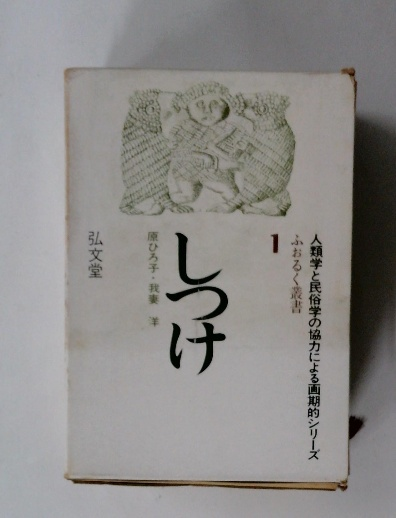 人類学と民俗学の協力による画期的シリーズ
ふぉるく叢書
1
しつけ
原ひろ子・我妻 洋
弘文堂